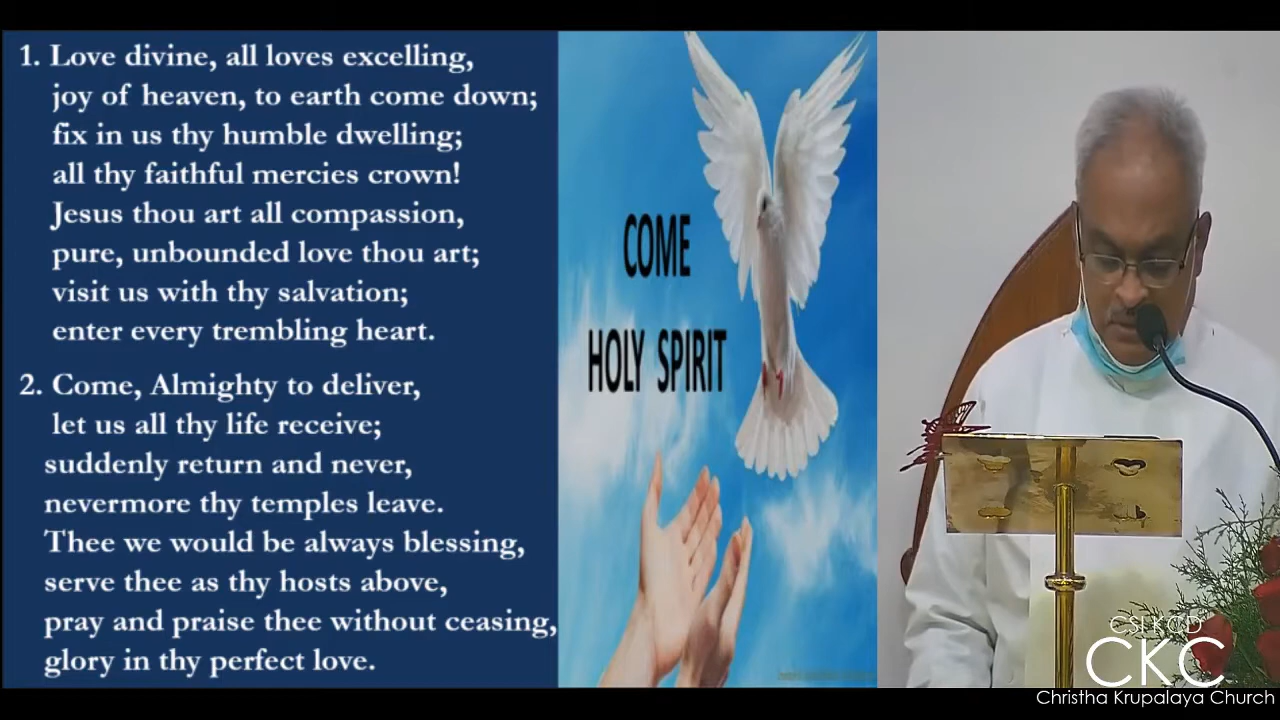 1. Love divine, all loves excelling,
joy of heaven, to earth come down;
fix in us thy humble dwelling;
all thy faithful mercies crown!
Jesus thou art all compassion,
pure, unbounded love thou art;
visit us with thy salvation;
enter every trembling heart.
2. Come, Almighty to deliver,
let us all thy life receive;
suddenly return and never,
nevermore thy temples leave.
Thee we would be always blessing,
serve thee as thy hosts above,
pray and praise thee without ceasing,
glory in thy perfect love.
COME
HOLY SPIRIT
CSI KCD
CKC
Christha Krupalaya Church